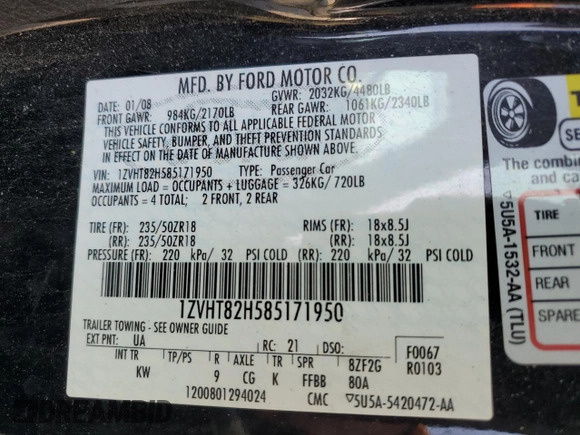 MFD. BY FORD MOTOR CO.
DATE: 01/08 GVWR: 2032KG/4480LB
FRONT GAWR: 984KG/2170LB REAR GAWR: 1061KG/2340LB
THIS VEHICLE CONFORMS TO ALL APPLICABLE FEDERAL MOTOR
VEHICLE SAFETY, BUMPER, AND THEFT PREVENTION STANDARDS
IN EFFECT ON THE DATE OF MANUFACTURE SHOWN ABOVE.
VEHICLE IN: 1ZVHT82H585171950 TYPE: Passenger Car
MAXIMUM LOAD = OCCUPANTS + LUGGAGE = 326KG/720LB
OCCUPANTS = 4 TOTAL; 2 FRONT, 2 REAR
TIRE (FR): 235/50ZR18 RIMS (FR): 18x8.5J
(RR): 235/50ZR18 (RR): 18x8.5J
PRESSURE (FR): 220 kPa/ 32 PSI COLD (RR): 220 kPa/ 32 PSI COLD
1ZVHT82H585171950
TRAILER TOWING - SEE OWNER GUIDE
EXT PNT: UA RC: 21 DSO: F0067
INT TR TP/PS R AXLE TR SPR 8ZF2G R0103
KW 9 CG K FFBB 80A
1200801294024 CMC ▽5U5A-5420472-AA
The combin
and ca
TIRE
FRONT
REAR
SPARE
▽5U5A-1532-AA (TLU)